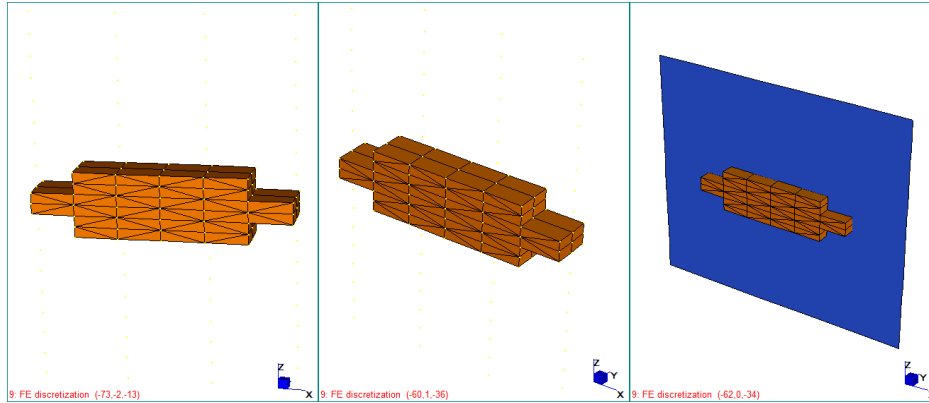 Z
X
9: FE discretization (-73,-2,-13)
Z
Y
X
9: FE discretization (-60,1,-36)
Z
Y
9: FE discretization (-62,0,-34)